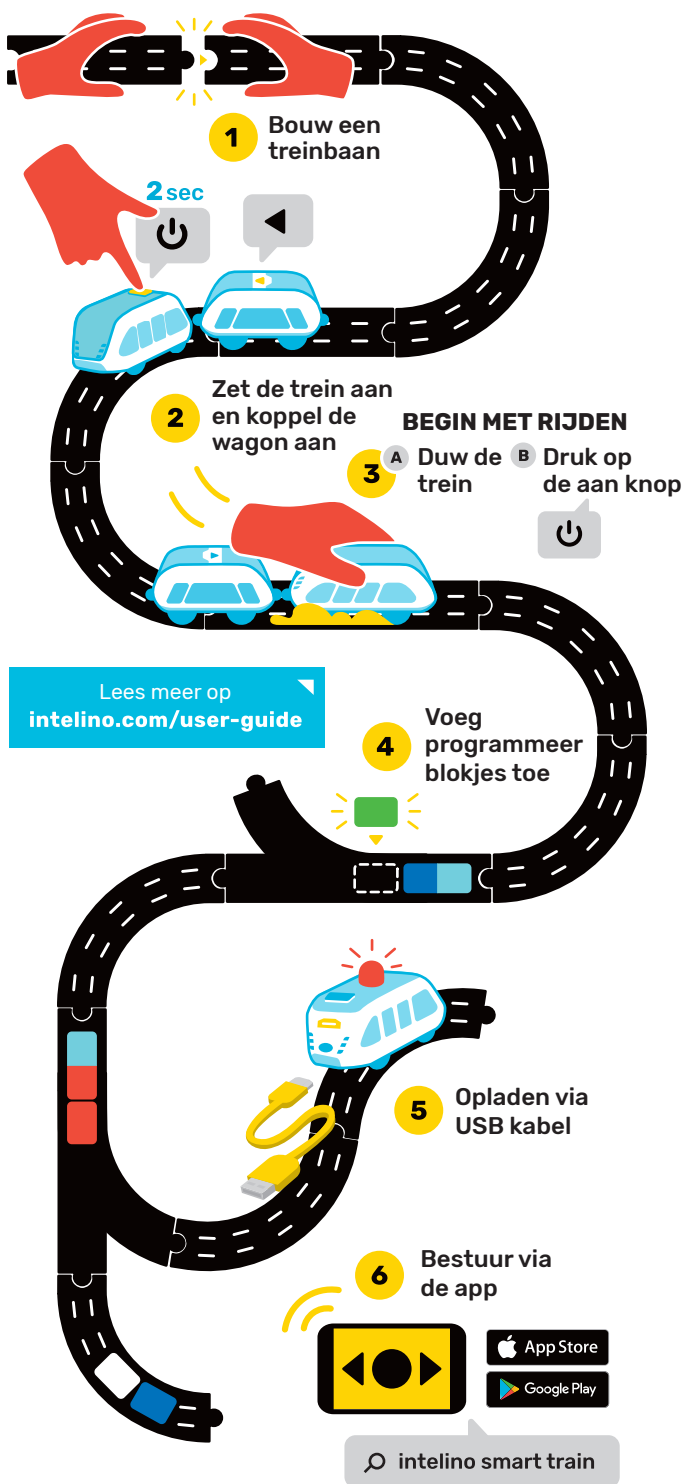 1
Bouw een
treinbaan
2 sec
2
Zet de trein aan
en koppel de
wagon aan
BEGIN MET RIJDEN
3
A
Duw de
trein
B
Druk op
de aan knop
Lees meer op
intelino.com/user-guide
4
Voeg
programmeer
blokjes toe
5
Opladen via
USB kabel
6
Bestuur via
de app
App Store
Google Play
intelino smart train